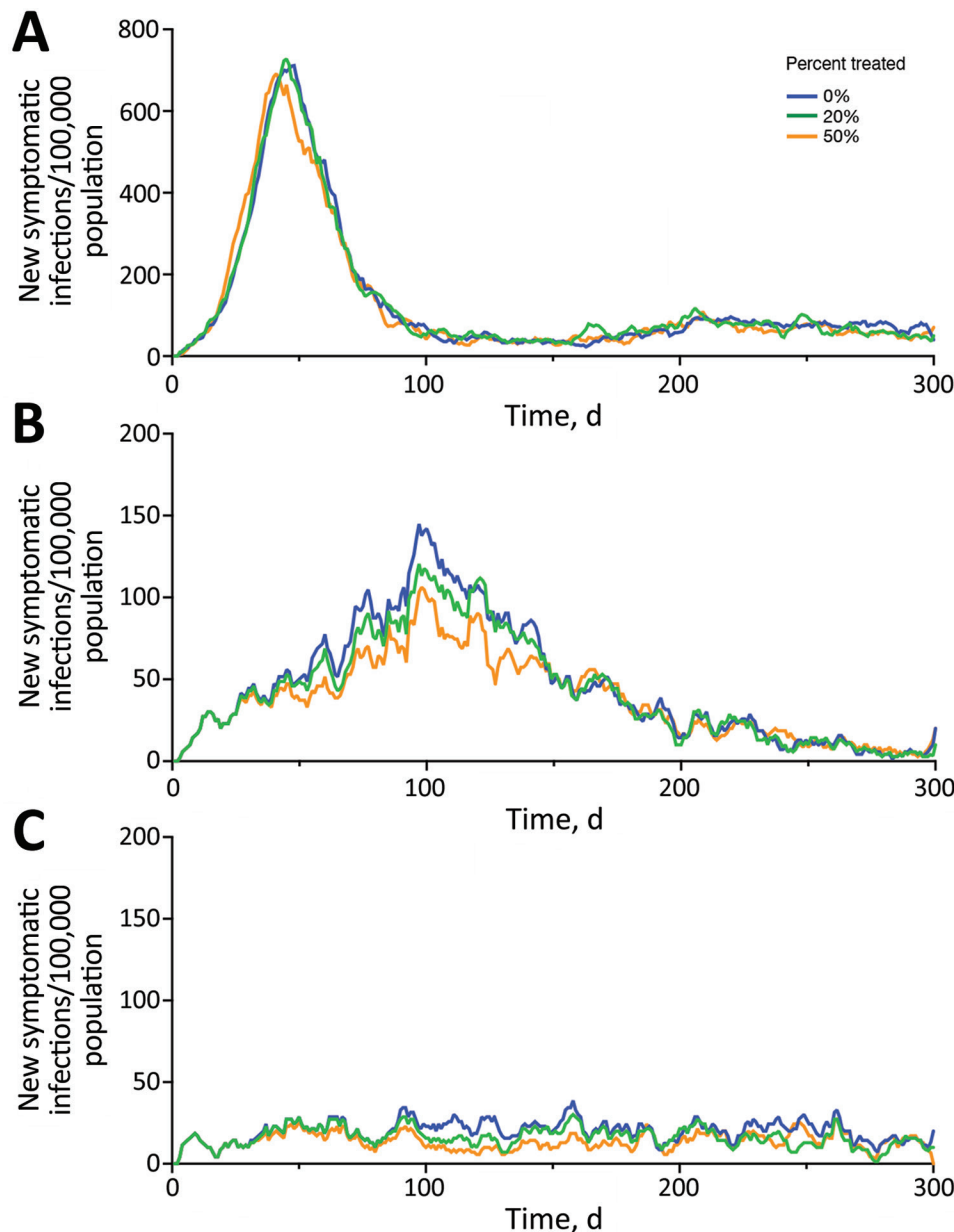 A
800
600
400
200
0
New symptomatic
infections/100,000
population
Percent treated
0%
20%
50%
0
100
200
300
Time, d
B
200
150
100
50
0
New symptomatic
infections/100,000
population
0
100
200
300
Time, d
C
200
150
100
50
0
New symptomatic
infections/100,000
population
0
100
200
300
Time, d